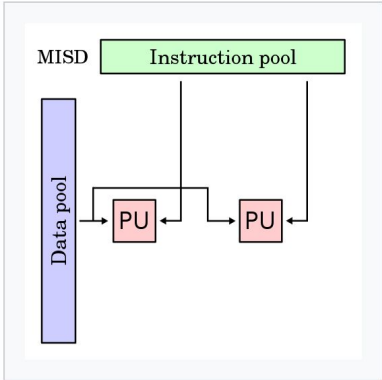 MISD
Instruction pool
Data pool
PU
PU